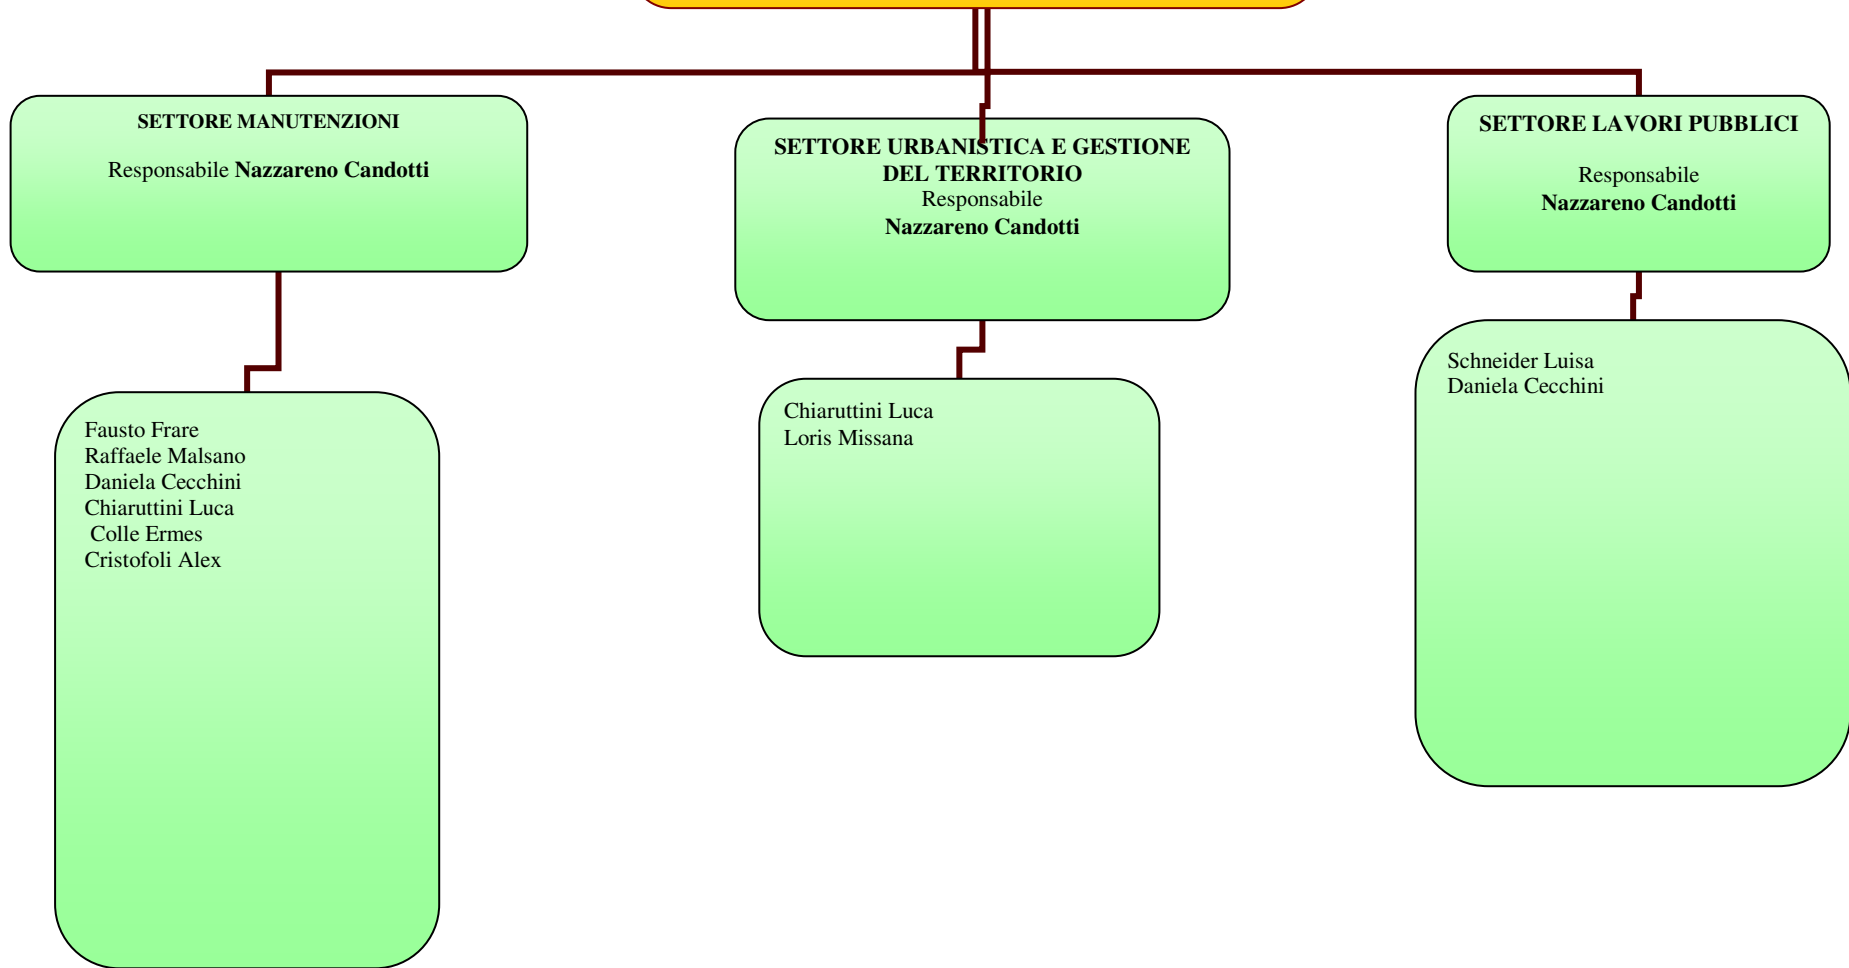 SETTORE MANUTENZIONI
Responsabile Nazzareno Candotti
SETTORE URBANISTICA E GESTIONE
DEL TERRITORIO
Responsabile
Nazzareno Candotti
SETTORE LAVORI PUBBLICI
Responsabile
Nazzareno Candotti
Fausto Frare
Raffaele Malsano
Daniela Cecchini
Chiaruttini Luca
Colle Ermes
Cristofoli Alex
Chiaruttini Luca
Loris Missana
Schneider Luisa
Daniela Cecchini